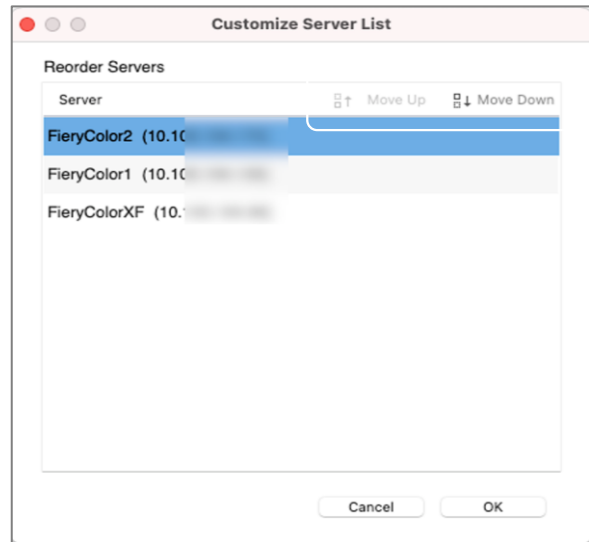 Customize Server List
Reorder Servers
Server Move Up Move Down
FieryColor2 (10.10
FieryColor1 (10.10
FieryColorXF (10.
Cancel OK